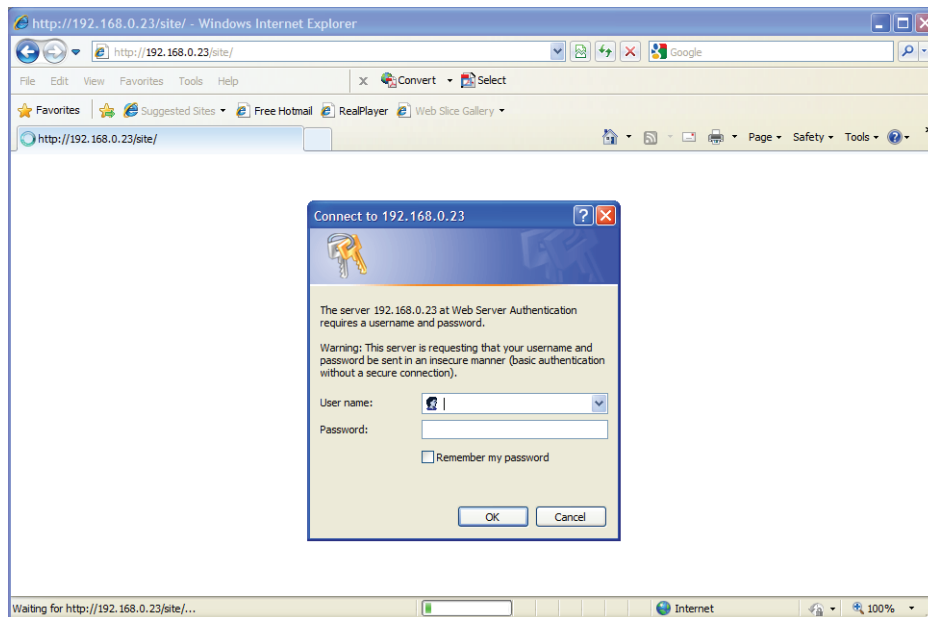 http://192.168.0.23/site/ - Windows Internet Explorer
http://192.168.0.23/site/
Google
File Edit View Favorites Tools Help x Convert Select
Favorites Suggested Sites Free Hotmail RealPlayer Web Slice Gallery
http://192.168.0.23/site/ Page Safety Tools
Connect to 192.168.0.23
The server 192.168.0.23 at Web Server Authentication
requires a username and password.
Warning: This server is requesting that your username and
password be sent in an insecure manner (basic authentication
without a secure connection).
User name:
Password:
Remember my password
OK Cancel
Waiting for http://192.168.0.23/site/... Internet 100%